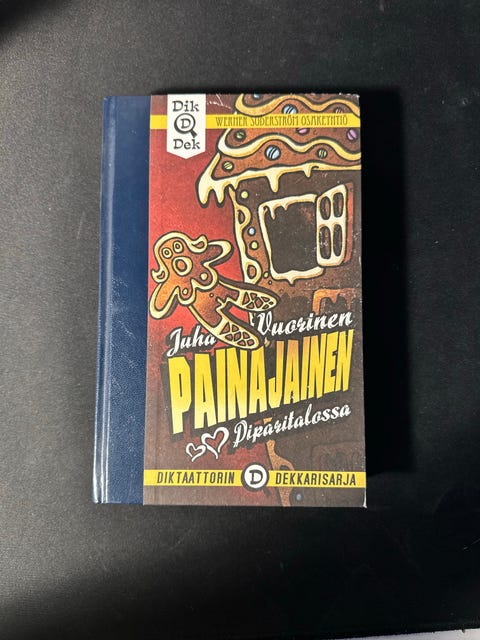 Dik
D
Dek
WERNER SÖDERSTRÖM OSAKEYHTIÖ
Juha Vuorinen
PAINAJAINEN
Piparitalossa
DIKTAATTORIN D DEKKARISARJA